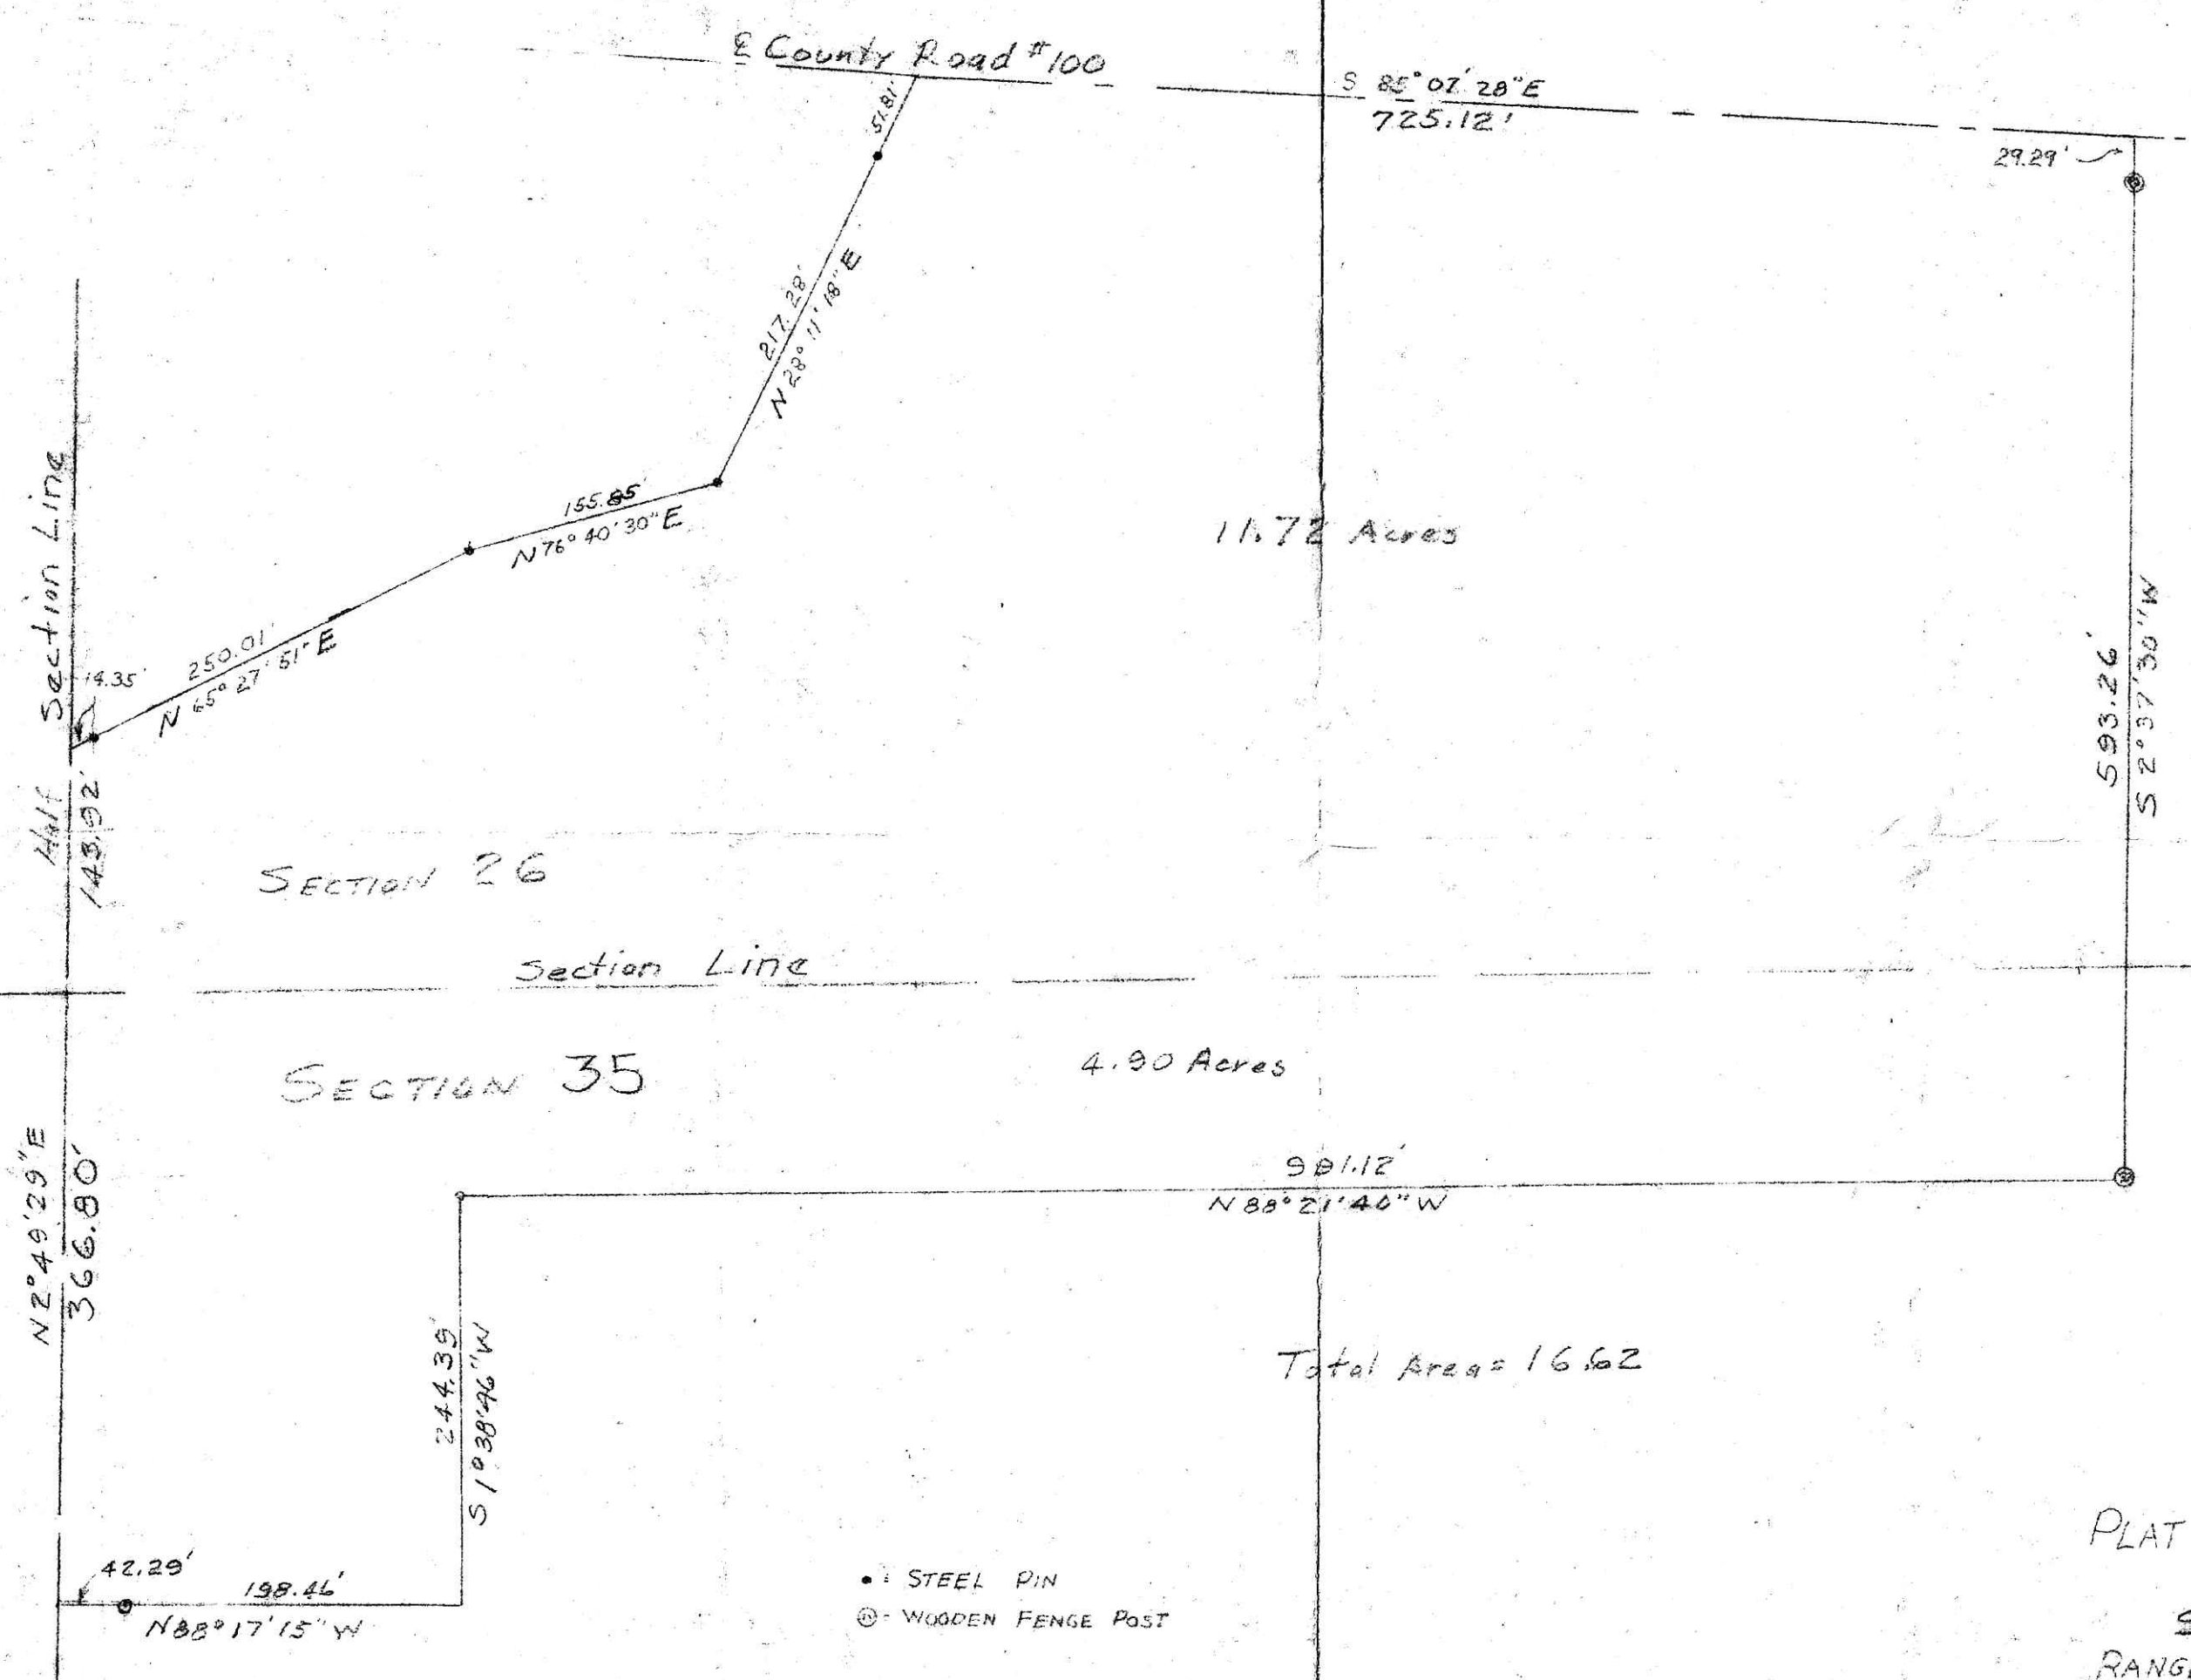 ℄ County Road #100
S 85° 07' 28" E
725.12'
51.81'
29.29'
217.28'
N 28° 11' 18" E
155.85'
N 76° 40' 30" E
11.72 Acres
250.01'
N 65° 27' 51" E
14.35'
Half Section Line
143.92'
593.26'
S 2° 37' 30" W
SECTION 26
Section Line
SECTION 35
4.90 Acres
981.12'
N 88° 21' 40" W
N 2° 49' 29" E
366.80'
244.39'
S 1° 38' 46" W
Total Area = 16.62
42.29'
198.46'
N 88° 17' 15" W
• : STEEL PIN
- WOODEN FENGE POST
PLAT
S
RANGE